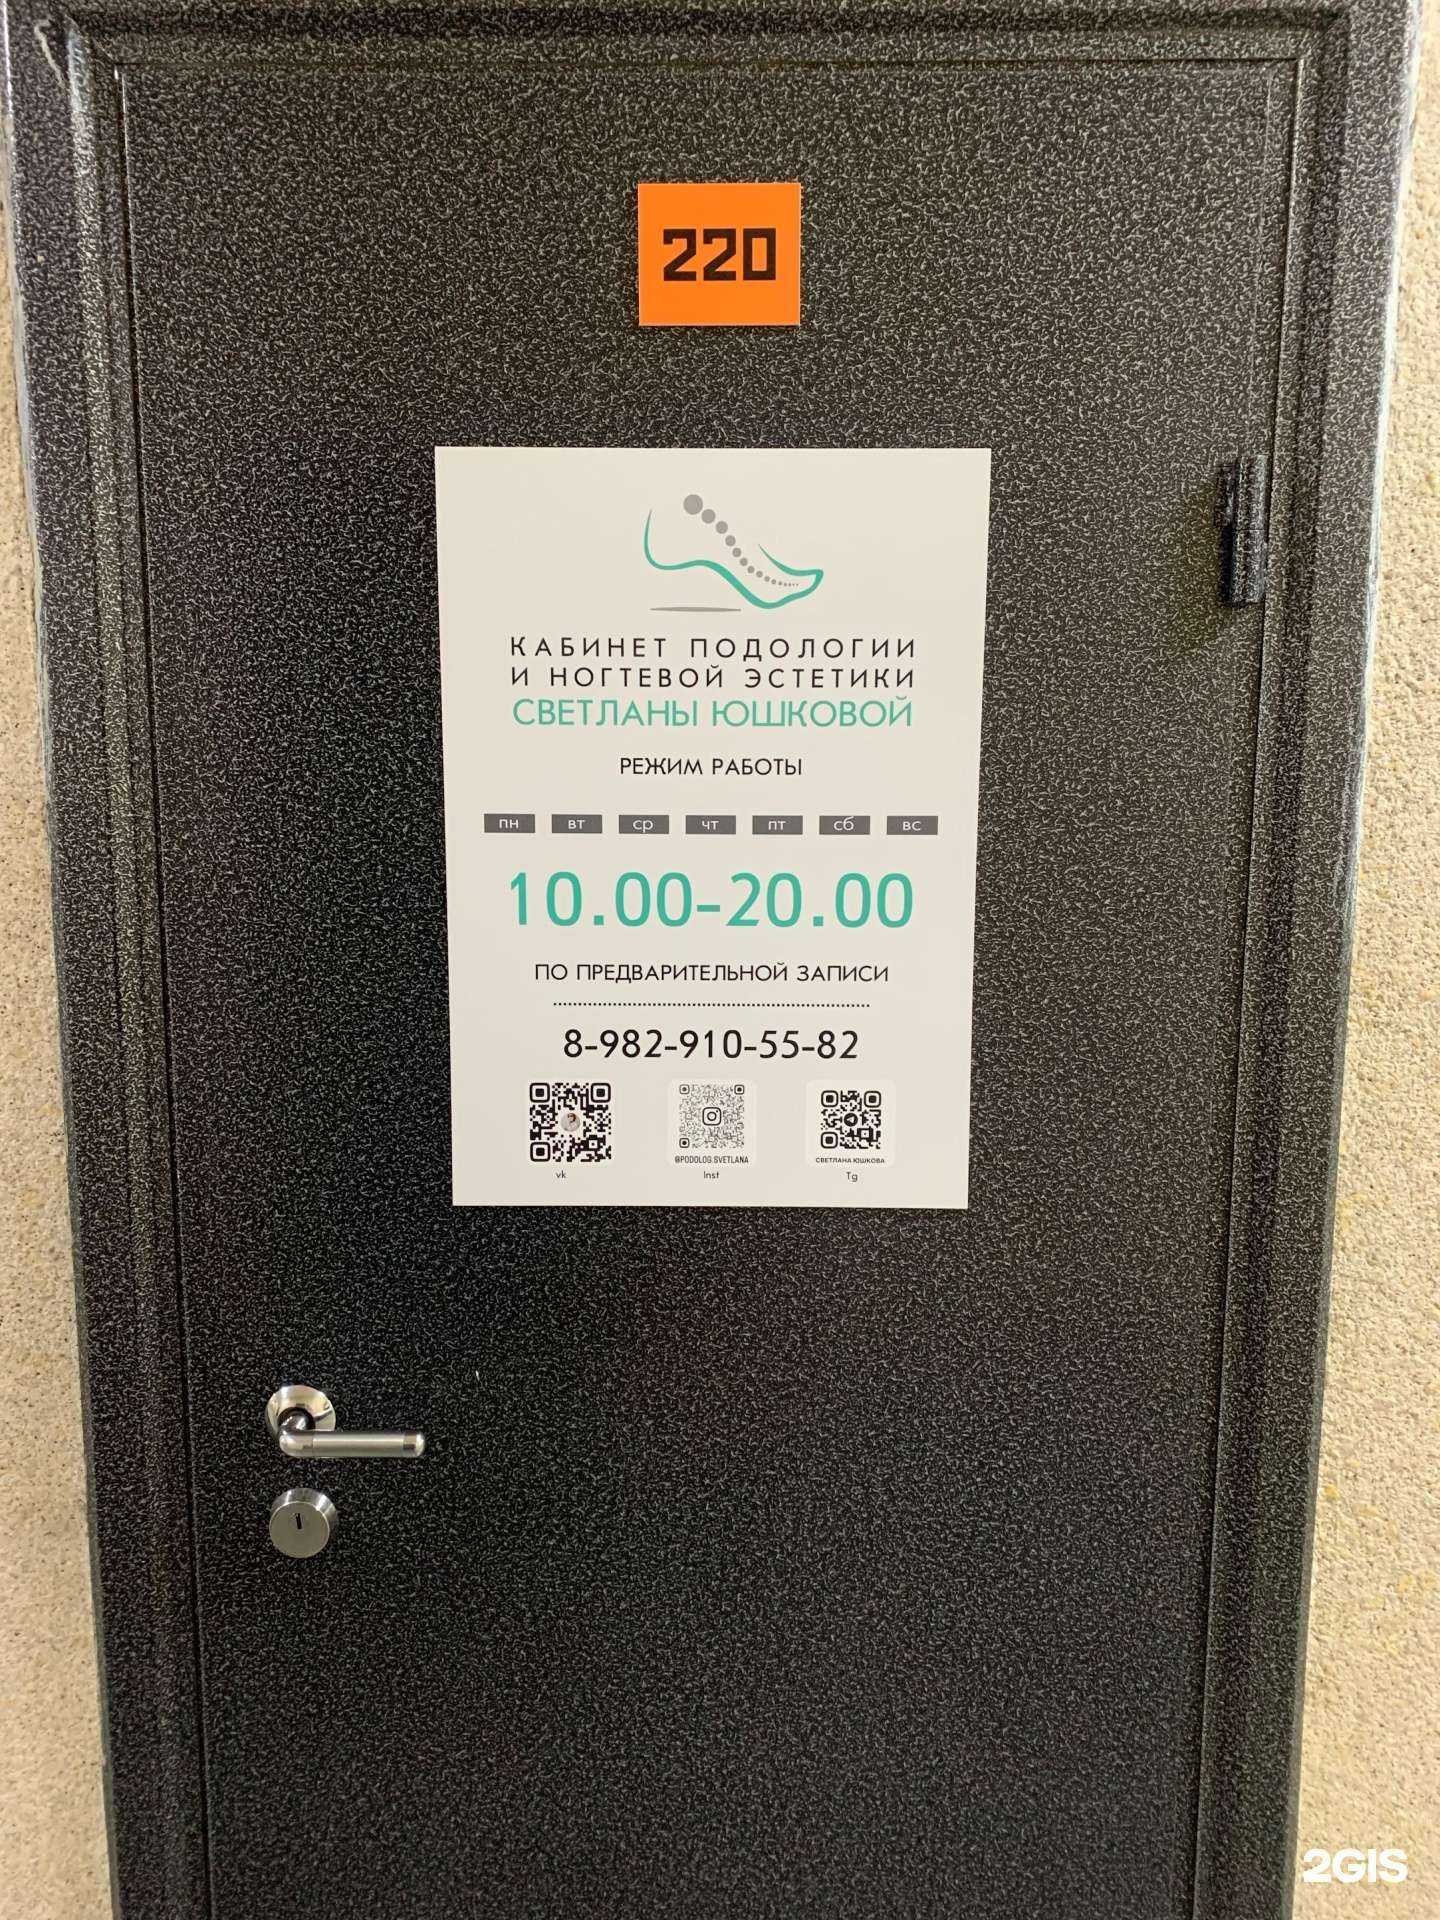 220
КАБИНЕТ ПОДОЛОГИИ
И НОГТЕВОЙ ЭСТЕТИКИ
СВЕТЛАНЫ ЮШКОВОЙ
РЕЖИМ РАБОТЫ
пн вт ср чт пт сб вс
10.00-20.00
ПО ПРЕДВАРИТЕЛЬНОЙ ЗАПИСИ
8-982-910-55-82
@PODOLOG.SVETLANA СВЕТЛАНА ЮШКОВА
vk Inst Tg
2GIS